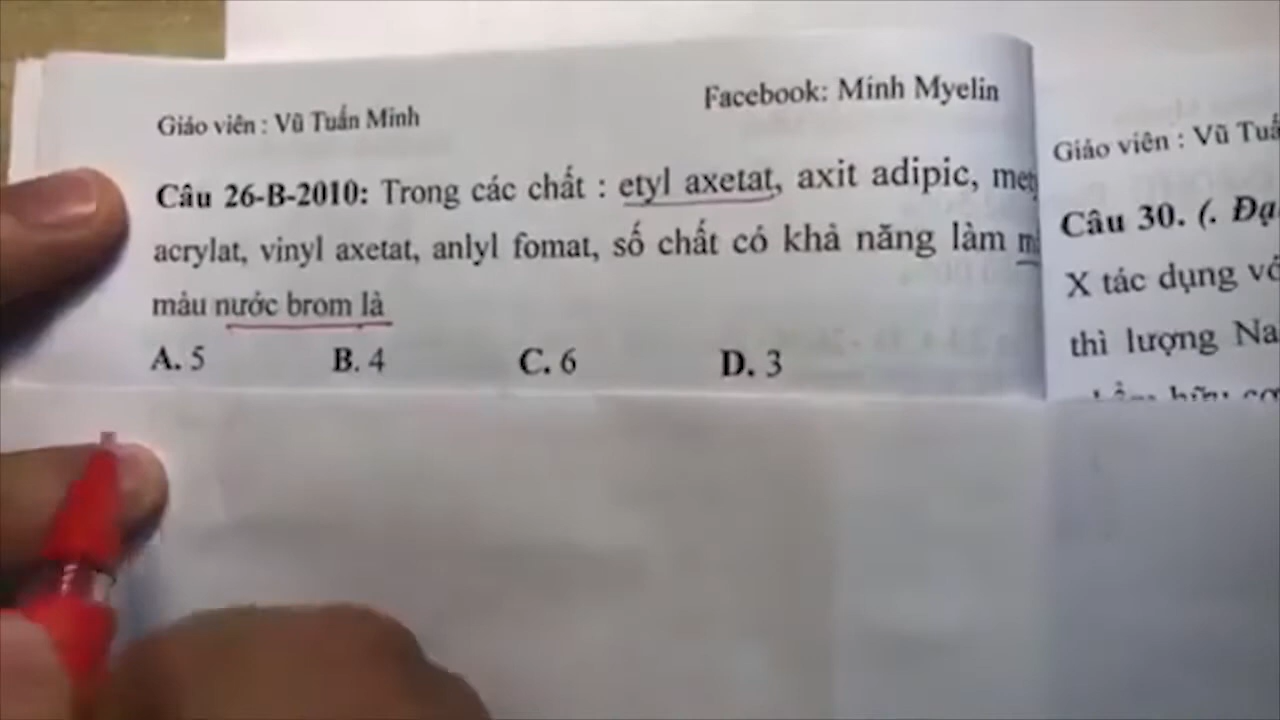 Giáo viên : Vũ Tuấn Minh
Facebook: Minh Myelin
Câu 26-B-2010: Trong các chất : etyl axetat, axit adipic,
acrylat, vinyl axetat, anlyl fomat, số chất có khả năng làm
màu nước brom là
A. 5 B. 4 C. 6 D. 3
Giáo viên : Vũ
Câu 30. (.
X tác dụng
thì lượng Na